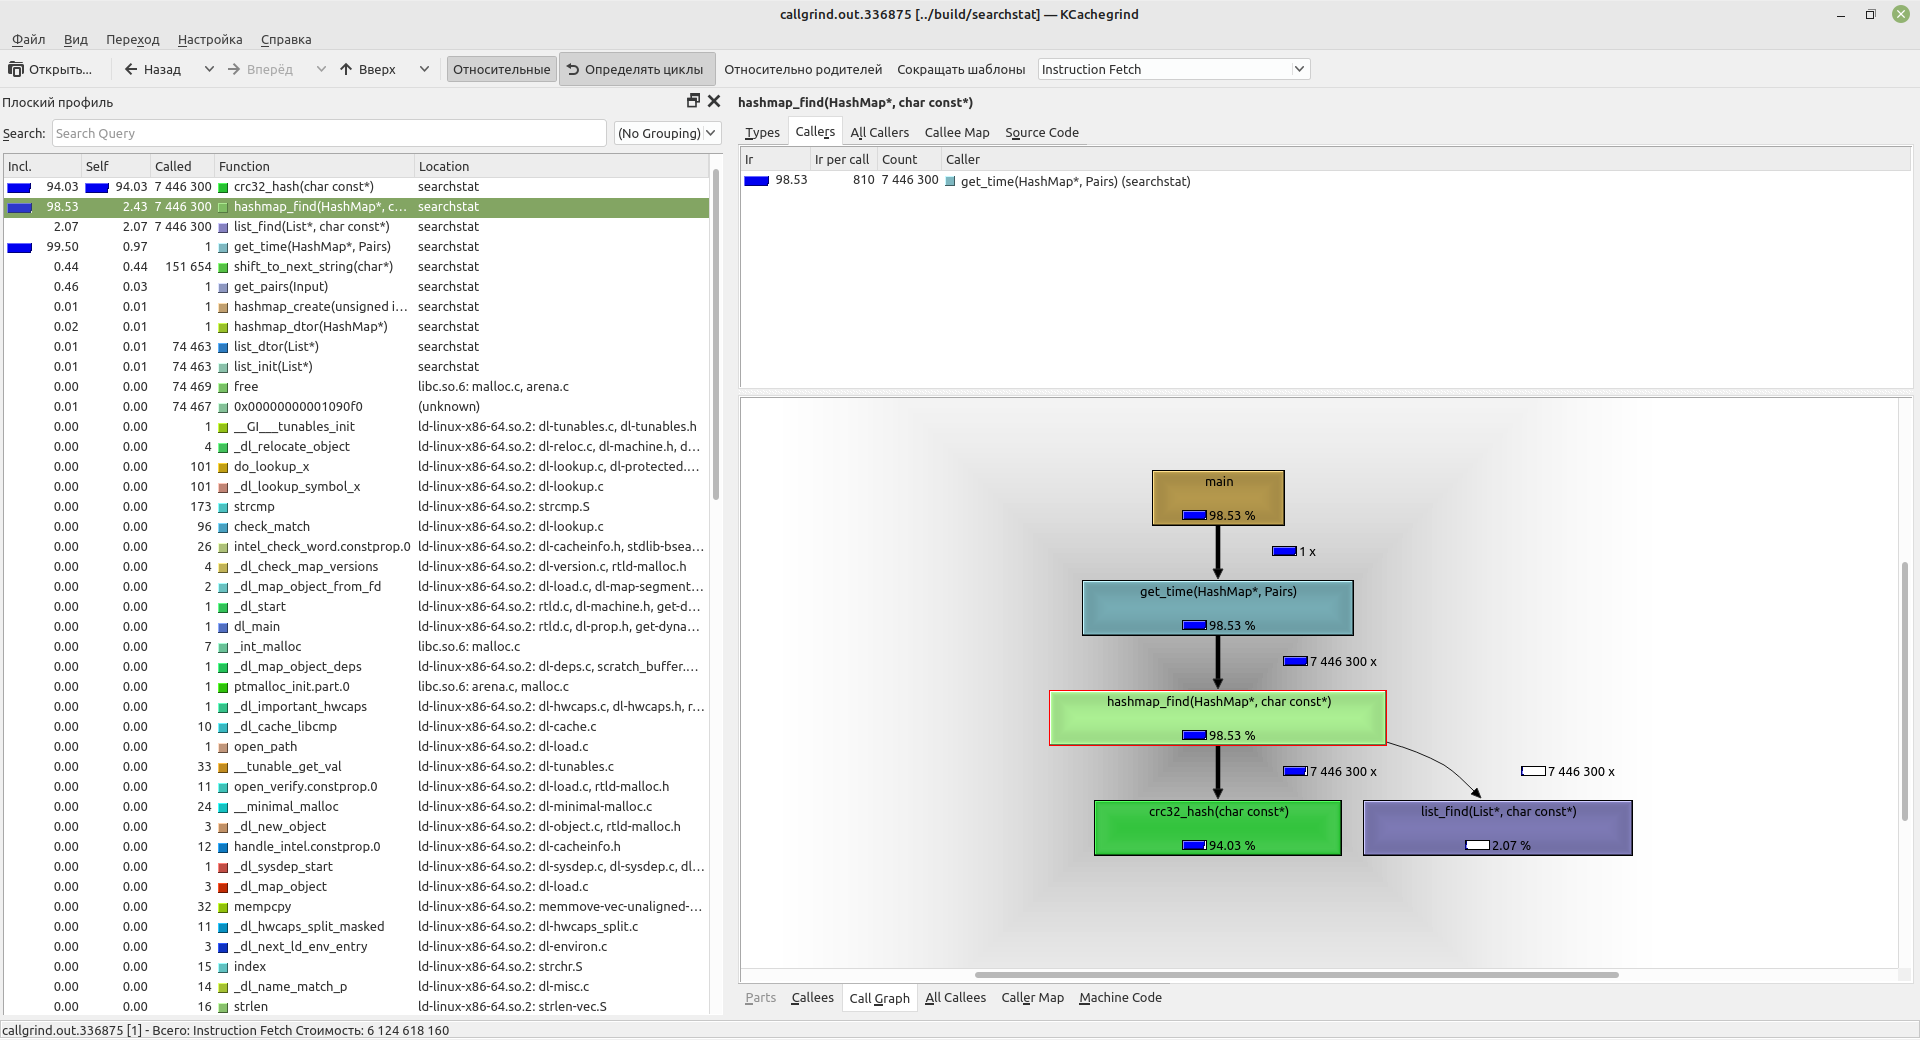 callgrind.out.336875 [../build/searchstat] — KCachegrind
Файл Вид Переход Настройка Справка
Открыть... Назад Вперёд Вверх Относительные Определять циклы Относительно родителей Сокращать шаблоны Instruction Fetch
Плоский профиль
Search: Search Query (No Grouping)
Incl. Self Called Function Location
94.03 94.03 7 446 300 crc32_hash(char const*) searchstat
98.53 2.43 7 446 300 hashmap_find(HashMap*, c... searchstat
2.07 2.07 7 446 300 list_find(List*, char const*) searchstat
99.50 0.97 1 get_time(HashMap*, Pairs) searchstat
0.44 0.44 151 654 shift_to_next_string(char*) searchstat
0.46 0.03 1 get_pairs(Input) searchstat
0.01 0.01 1 hashmap_create(unsigned i... searchstat
0.02 0.01 1 hashmap_dtor(HashMap*) searchstat
0.01 0.01 74 463 list_dtor(List*) searchstat
0.01 0.01 74 463 list_init(List*) searchstat
0.00 0.00 74 469 free libc.so.6: malloc.c, arena.c
0.01 0.00 74 467 0x00000000001090f0 (unknown)
0.00 0.00 1 __GI___tunables_init ld-linux-x86-64.so.2: dl-tunables.c, dl-tunables.h
0.00 0.00 4 _dl_relocate_object ld-linux-x86-64.so.2: dl-reloc.c, dl-machine.h, d...
0.00 0.00 101 do_lookup_x ld-linux-x86-64.so.2: dl-lookup.c, dl-protected....
0.00 0.00 101 _dl_lookup_symbol_x ld-linux-x86-64.so.2: dl-lookup.c
0.00 0.00 173 strcmp ld-linux-x86-64.so.2: strcmp.S
0.00 0.00 96 check_match ld-linux-x86-64.so.2: dl-lookup.c
0.00 0.00 26 intel_check_word.constprop.0 ld-linux-x86-64.so.2: dl-cacheinfo.h, stdlib-bsea...
0.00 0.00 4 _dl_check_map_versions ld-linux-x86-64.so.2: dl-version.c, rtld-malloc.h
0.00 0.00 2 _dl_map_object_from_fd ld-linux-x86-64.so.2: dl-load.c, dl-map-segment...
0.00 0.00 1 _dl_start ld-linux-x86-64.so.2: rtld.c, dl-machine.h, get-d...
0.00 0.00 1 dl_main ld-linux-x86-64.so.2: rtld.c, dl-prop.h, get-dyna...
0.00 0.00 7 _int_malloc libc.so.6: malloc.c
0.00 0.00 1 _dl_map_object_deps ld-linux-x86-64.so.2: dl-deps.c, scratch_buffer....
0.00 0.00 1 ptmalloc_init.part.0 libc.so.6: arena.c, malloc.c
0.00 0.00 1 _dl_important_hwcaps ld-linux-x86-64.so.2: dl-hwcaps.c, dl-hwcaps.h, r...
0.00 0.00 10 _dl_cache_libcmp ld-linux-x86-64.so.2: dl-cache.c
0.00 0.00 1 open_path ld-linux-x86-64.so.2: dl-load.c
0.00 0.00 33 __tunable_get_val ld-linux-x86-64.so.2: dl-tunables.c
0.00 0.00 11 open_verify.constprop.0 ld-linux-x86-64.so.2: dl-load.c, rtld-malloc.h
0.00 0.00 24 __minimal_malloc ld-linux-x86-64.so.2: dl-minimal-malloc.c
0.00 0.00 3 _dl_new_object ld-linux-x86-64.so.2: dl-object.c, rtld-malloc.h
0.00 0.00 12 handle_intel.constprop.0 ld-linux-x86-64.so.2: dl-cacheinfo.h
0.00 0.00 1 _dl_sysdep_start ld-linux-x86-64.so.2: dl-sysdep.c, dl-sysdep.c, dl...
0.00 0.00 3 _dl_map_object ld-linux-x86-64.so.2: dl-load.c
0.00 0.00 32 mempcpy ld-linux-x86-64.so.2: memmove-vec-unaligned-...
0.00 0.00 11 _dl_hwcaps_split_masked ld-linux-x86-64.so.2: dl-hwcaps_split.c
0.00 0.00 3 _dl_next_ld_env_entry ld-linux-x86-64.so.2: dl-environ.c
0.00 0.00 15 index ld-linux-x86-64.so.2: strchr.S
0.00 0.00 14 _dl_name_match_p ld-linux-x86-64.so.2: dl-misc.c
0.00 0.00 16 strlen ld-linux-x86-64.so.2: strlen-vec.S
hashmap_find(HashMap*, char const*)
Types Callers All Callers Callee Map Source Code
Ir Ir per call Count Caller
98.53 810 7 446 300 get_time(HashMap*, Pairs) (searchstat)
main
98.53 %
1 x
get_time(HashMap*, Pairs)
98.53 %
7 446 300 x
hashmap_find(HashMap*, char const*)
98.53 %
7 446 300 x 7 446 300 x
crc32_hash(char const*) list_find(List*, char const*)
94.03 % 2.07 %
Parts Callees Call Graph All Callees Caller Map Machine Code
callgrind.out.336875 [1] - Всего: Instruction Fetch Стоимость: 6 124 618 160